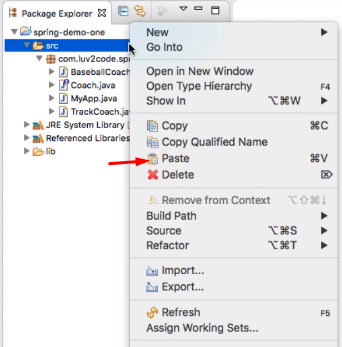 Package Explorer
spring-demo-one
src
com.luv2code.sp
BaseballCoach
Coach.java
MyApp.java
TrackCoach.jav
JRE System Library [
Referenced Libraries
lib
New
Go Into
Open in New Window
Open Type Hierarchy F4
Show In ⌥⌘W
Copy ⌘C
Copy Qualified Name
Paste ⌘V
Delete ⌦
Remove from Context ⌥⇧⌘↓
Build Path
Source ⌥⌘S
Refactor ⌥⌘T
Import...
Export...
Refresh F5
Assign Working Sets...